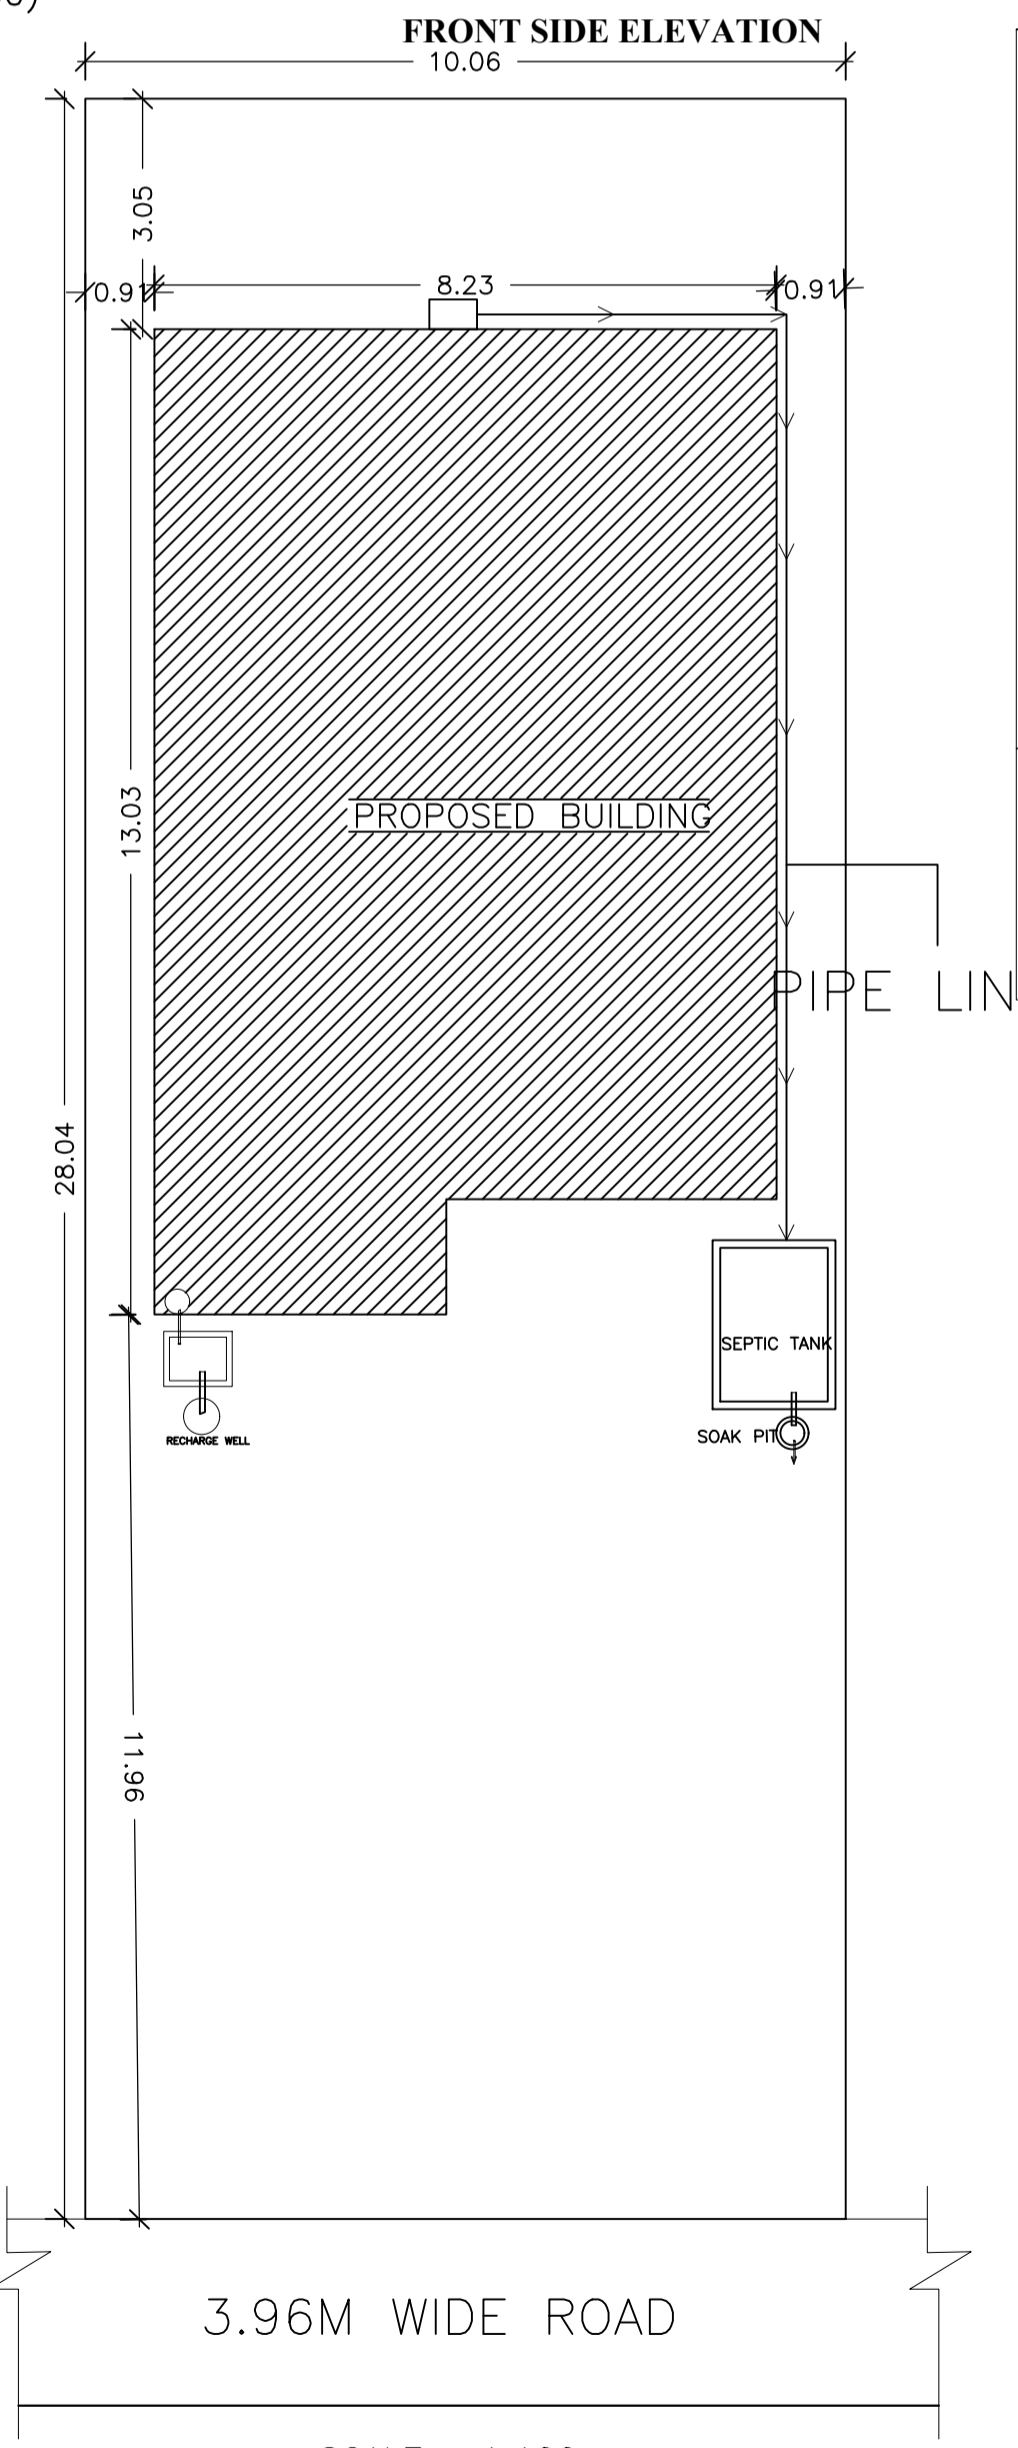 FRONT SIDE ELEVATION
10.06
3.05
0.91
8.23
0.91
13.03
PROPOSED BUILDING
PIPE LIN
28.04
SEPTIC TANK
SOAK PIT
RECHARGE WELL
11.96
3.96M WIDE ROAD